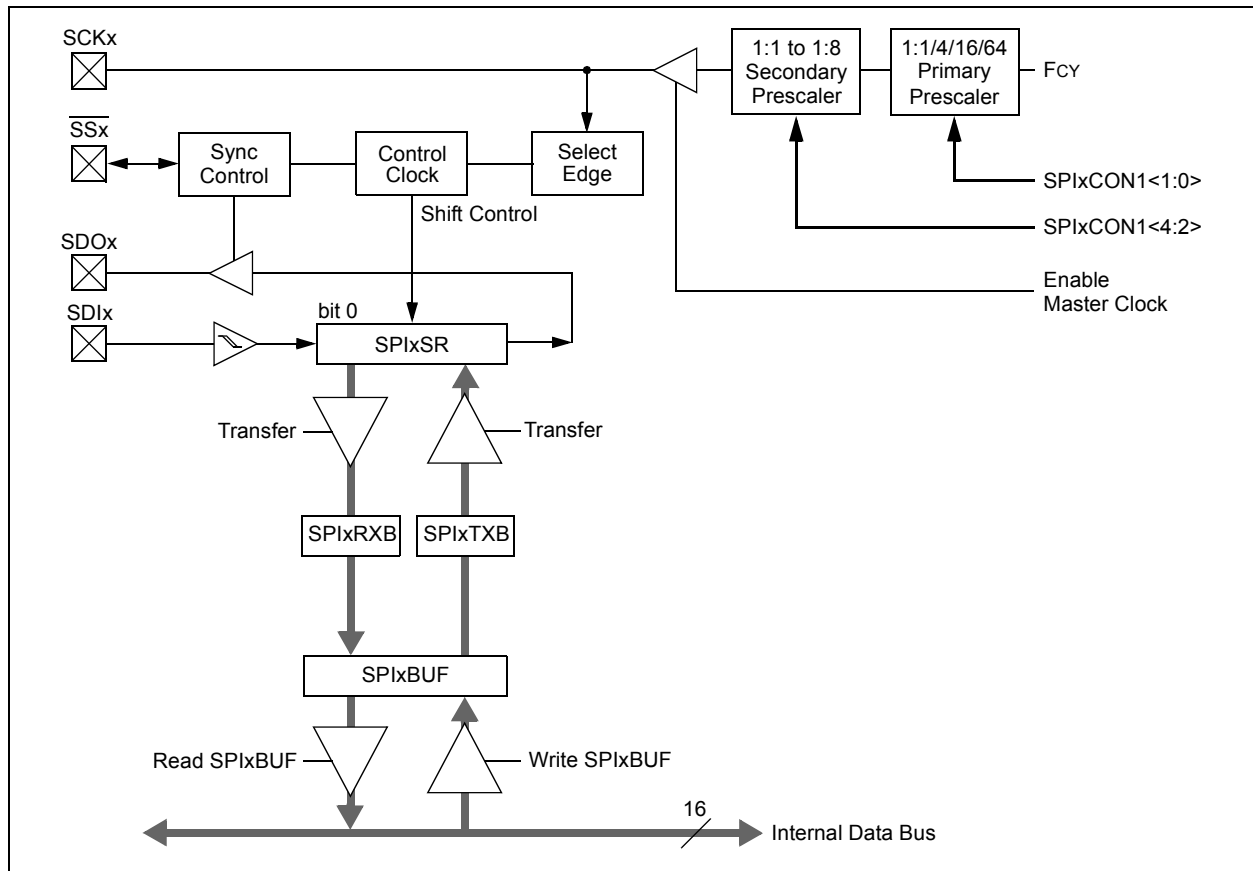 SCKx
1:1 to 1:8
Secondary
Prescaler
1:1/4/16/64
Primary
Prescaler
FCY
SSx
Sync
Control
Control
Clock
Select
Edge
SPIxCON1<1:0>
Shift Control
SPIxCON1<4:2>
SDOx
Enable
Master Clock
SDIx
bit 0
SPIxSR
Transfer
Transfer
SPIxRXB
SPIxTXB
SPIxBUF
Read SPIxBUF
Write SPIxBUF
16
Internal Data Bus